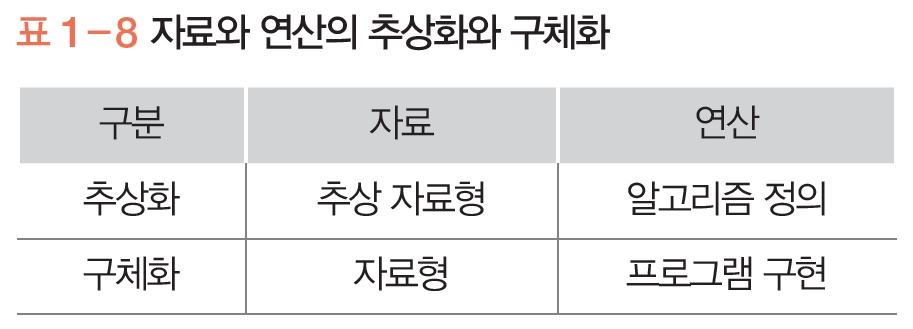 표 1-8 자료와 연산의 추상화와 구체화
구분 자료 연산
추상화 추상 자료형 알고리즘 정의
구체화 자료형 프로그램 구현